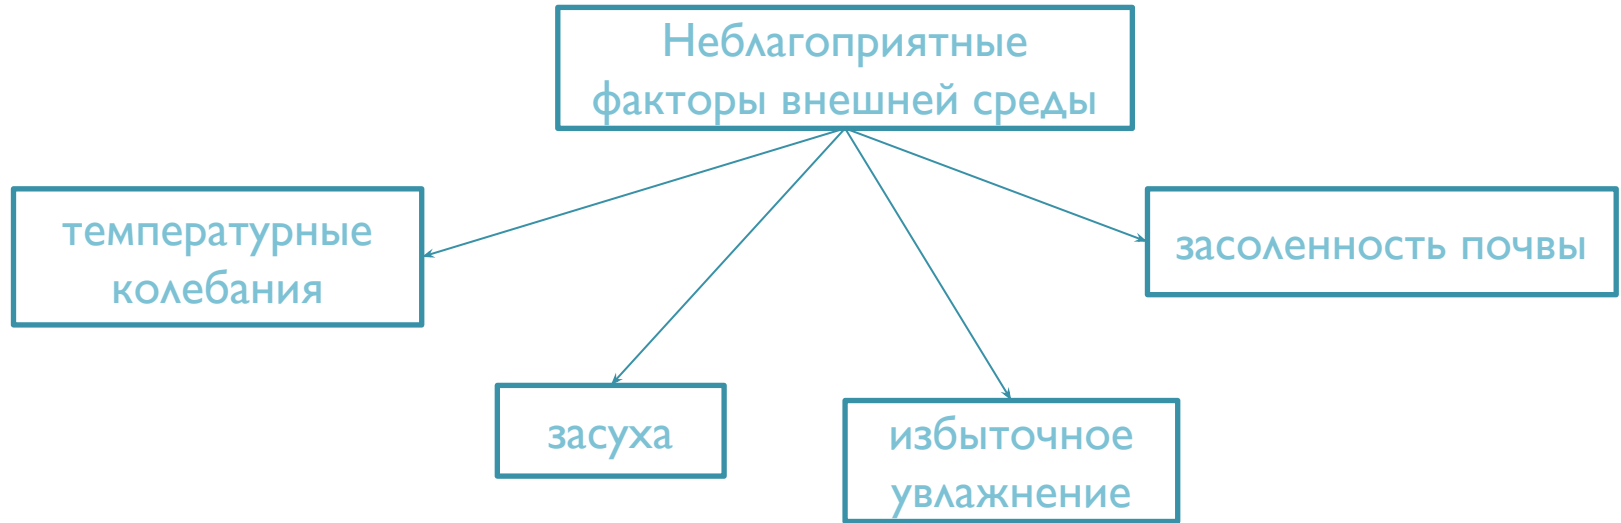 Неблагоприятные
факторы внешней среды
температурные
колебания
засоленность почвы
засуха
избыточное
увлажнение